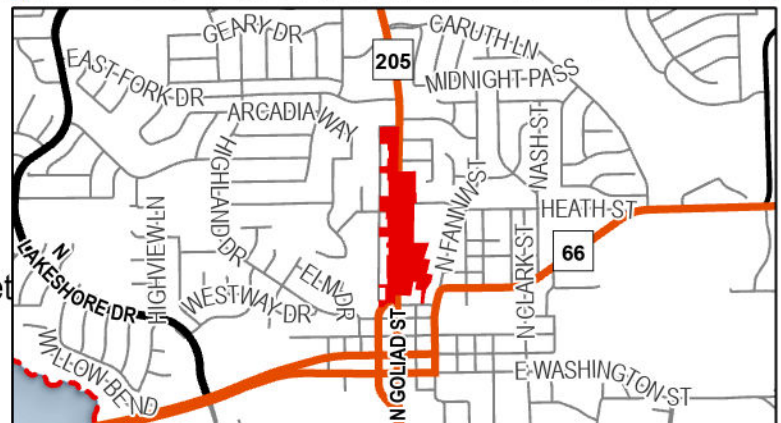 GEARY DR
CARUTH LN
205
EAST FORK DR
MIDNIGHT PASS
ARCADIA WAY
NASH ST
HIGHLAND DR
N FANNIN ST
HEATH ST
HIGHVIEW LN
66
N
LAKESHORE DR
ELM DR
N CLARK ST
et
WESTWAY DR
N GOLIAD ST
WILLOW BEND
E WASHINGTON ST